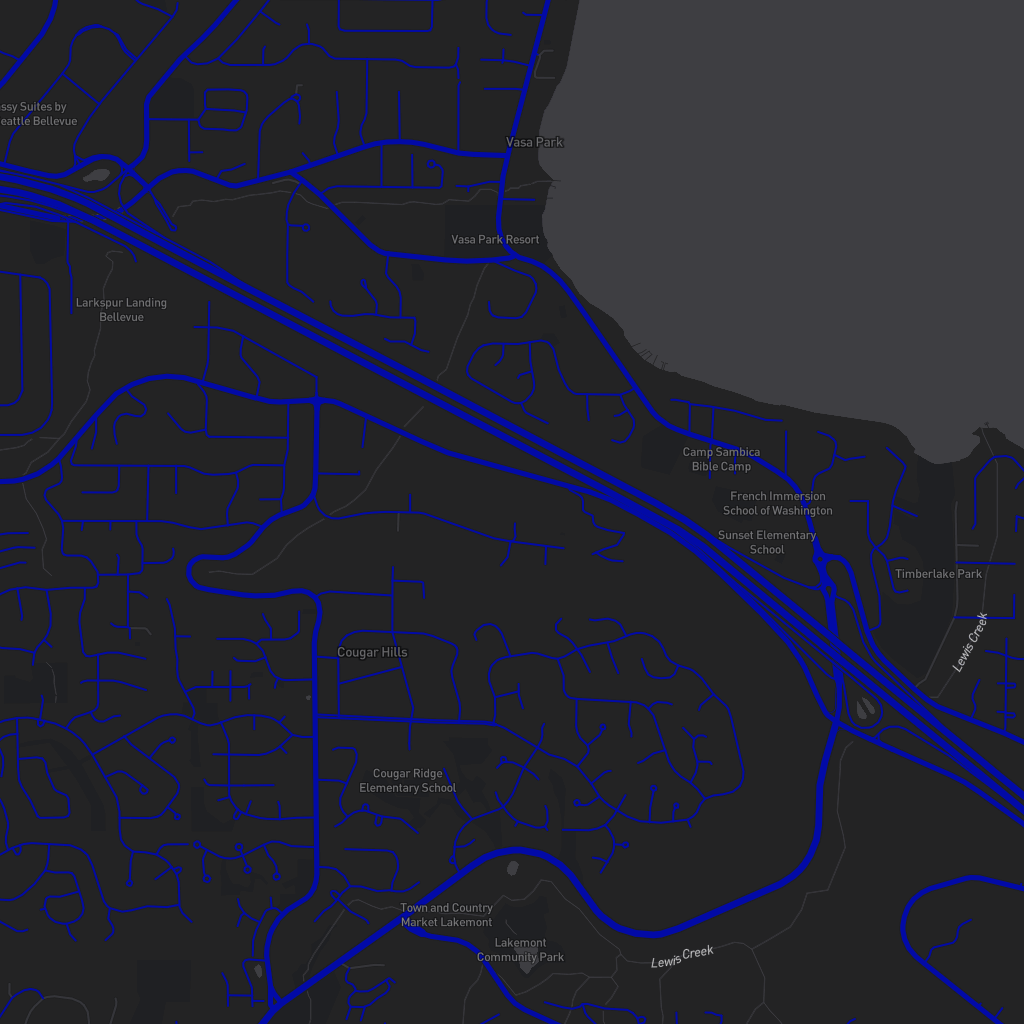 ssy Suites by
eattle Bellevue
Vasa Park
Vasa Park Resort
Larkspur Landing
Bellevue
Camp Sambica
Bible Camp
French Immersion
School of Washington
Sunset Elementary
School
Timberlake Park
Lewis Creek
Cougar Hills
Cougar Ridge
Elementary School
Town and Country
Market Lakemont
Lakemont
Community Park
Lewis Creek